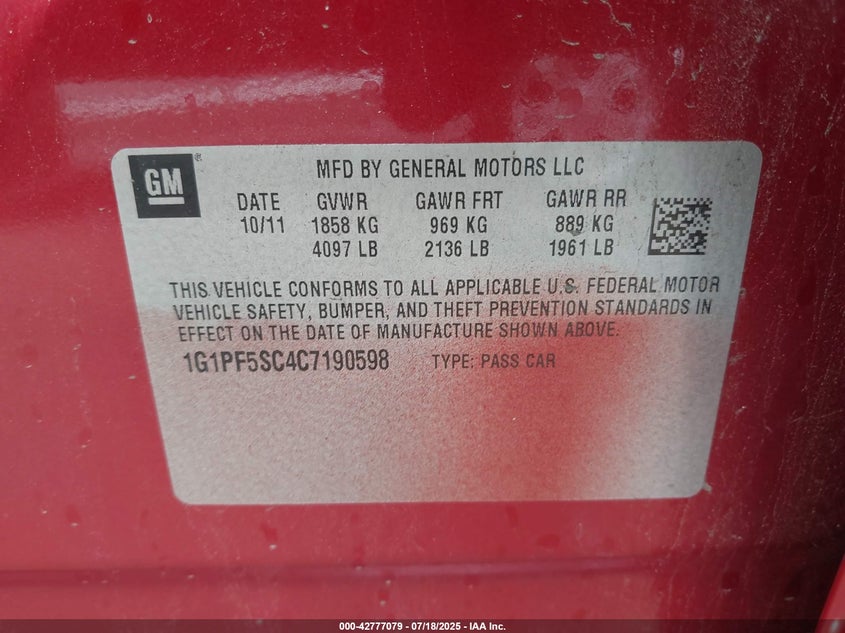 GM ®
MFD BY GENERAL MOTORS LLC
DATE GVWR GAWR FRT GAWR RR
10/11 1858 KG 969 KG 889 KG
4097 LB 2136 LB 1961 LB
THIS VEHICLE CONFORMS TO ALL APPLICABLE U.S. FEDERAL MOTOR
VEHICLE SAFETY, BUMPER, AND THEFT PREVENTION STANDARDS IN
EFFECT ON THE DATE OF MANUFACTURE SHOWN ABOVE.
1G1PF5SC4C7190598 TYPE: PASS CAR
000-42777079 — 07/18/2025 — IAA Inc.